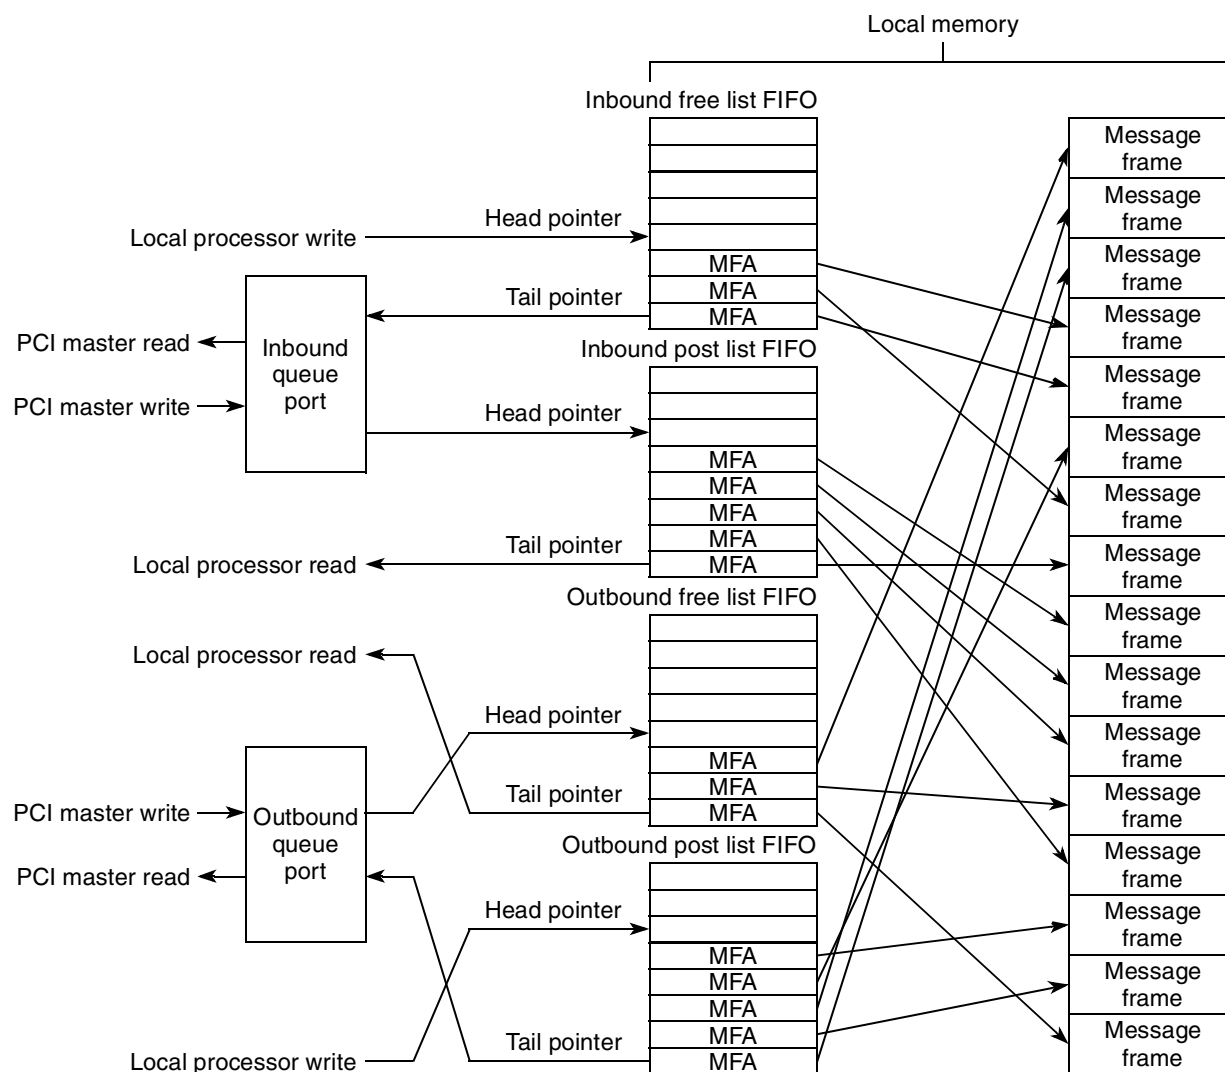 Local memory
Inbound free list FIFO
Head pointer
Local processor write
MFA
MFA
Tail pointer
MFA
PCI master read
PCI master write
Inbound
queue
port
Inbound post list FIFO
Head pointer
MFA
MFA
MFA
MFA
Tail pointer
MFA
Local processor read
Outbound free list FIFO
Local processor read
Head pointer
MFA
MFA
Tail pointer
MFA
PCI master write
PCI master read
Outbound
queue
port
Outbound post list FIFO
Head pointer
MFA
MFA
MFA
MFA
Tail pointer
MFA
Local processor write
Message
frame
Message
frame
Message
frame
Message
frame
Message
frame
Message
frame
Message
frame
Message
frame
Message
frame
Message
frame
Message
frame
Message
frame
Message
frame
Message
frame
Message
frame
Message
frame